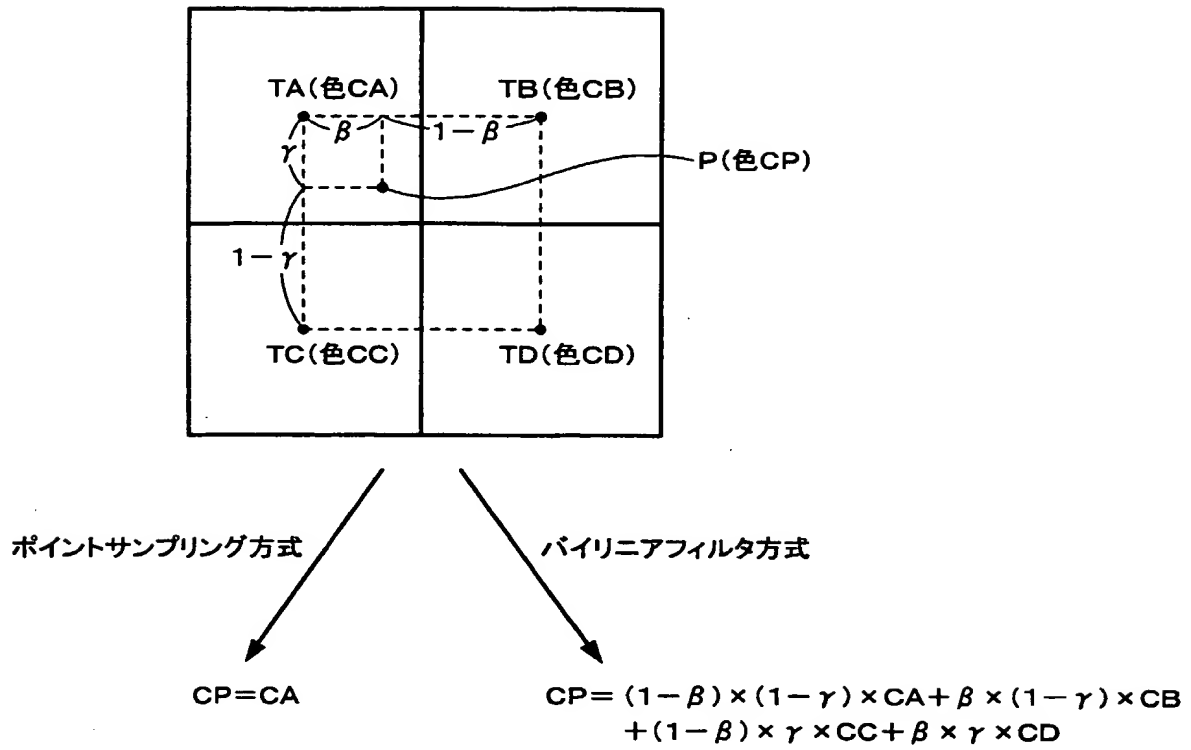 TA(色CA)
TB(色CB)
β
1-β
γ
P(色CP)
1-γ
TC(色CC)
TD(色CD)
ポイントサンプリング方式
バイリニアフィルタ方式
CP=CA
CP=(1-β)×(1-γ)×CA+β×(1-γ)×CB
+(1-β)×γ×CC+β×γ×CD